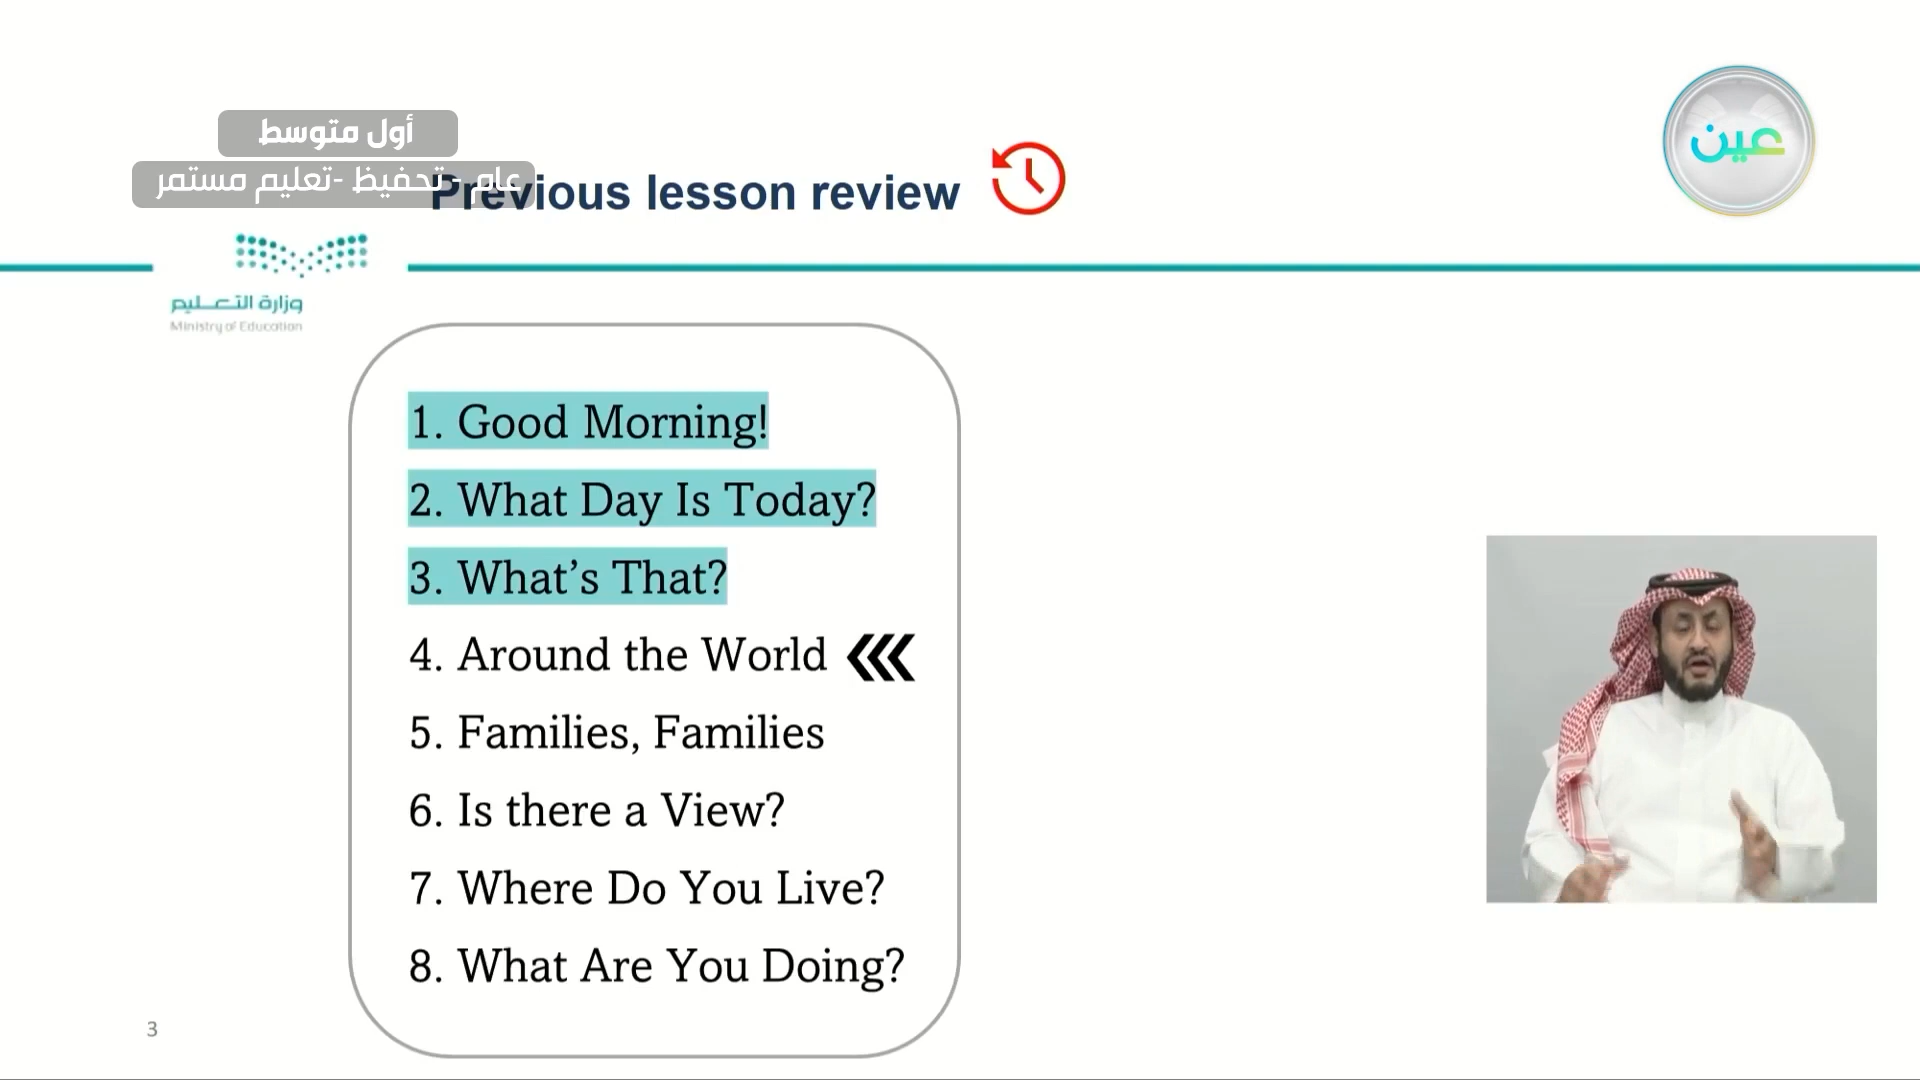 أول متوسط
عام - تحفيظ -تعليم مستمر
Previous lesson review
عين
وزارة التعليم
Ministry of Education
1. Good Morning!
2. What Day Is Today?
3. What’s That?
4. Around the World
5. Families, Families
6. Is there a View?
7. Where Do You Live?
8. What Are You Doing?
3